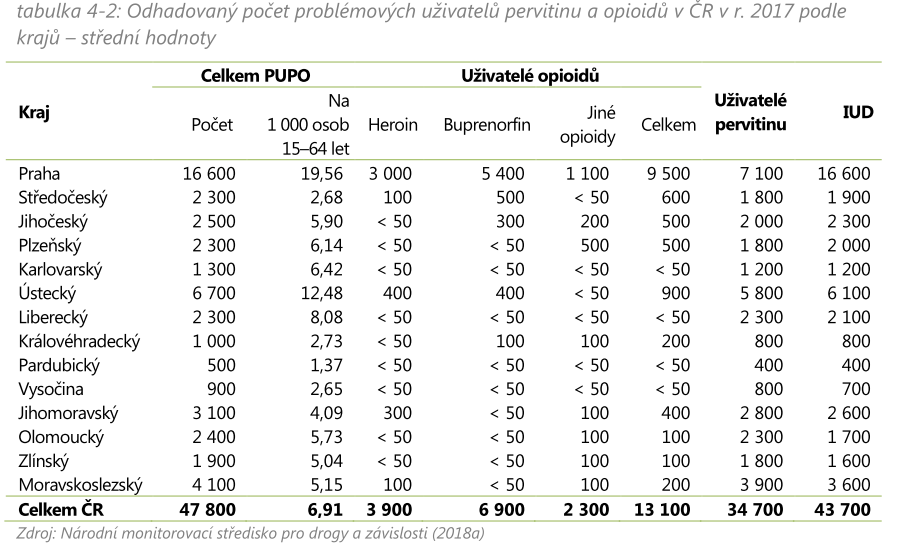 tabulka 4-2: Odhadovaný počet problémových uživatelů pervitinu a opioidů v ČR v r. 2017 podle
krajů – střední hodnoty
Celkem PUPO Uživatelé opioidů
Kraj Počet Na 1 000 osob 15–64 let Heroin Buprenorfin Jiné opioidy Celkem Uživatelé pervitinu IUD
Praha 16 600 19,56 3 000 5 400 1 100 9 500 7 100 16 600
Středočeský 2 300 2,68 100 500 < 50 600 1 800 1 900
Jihočeský 2 500 5,90 < 50 300 200 500 2 000 2 300
Plzeňský 2 300 6,14 < 50 < 50 500 500 1 800 2 000
Karlovarský 1 300 6,42 < 50 < 50 < 50 < 50 1 200 1 200
Ústecký 6 700 12,48 400 400 < 50 900 5 800 6 100
Liberecký 2 300 8,08 < 50 < 50 < 50 < 50 2 300 2 100
Královéhradecký 1 000 2,73 < 50 100 100 200 800 800
Pardubický 500 1,37 < 50 < 50 < 50 < 50 400 400
Vysočina 900 2,65 < 50 < 50 < 50 < 50 800 700
Jihomoravský 3 100 4,09 300 < 50 100 400 2 800 2 600
Olomoucký 2 400 5,73 < 50 < 50 100 100 2 300 1 700
Zlínský 1 900 5,04 < 50 < 50 100 100 1 800 1 600
Moravskoslezský 4 100 5,15 100 < 50 100 200 3 900 3 600
Celkem ČR 47 800 6,91 3 900 6 900 2 300 13 100 34 700 43 700
Zdroj: Národní monitorovací středisko pro drogy a závislosti (2018a)